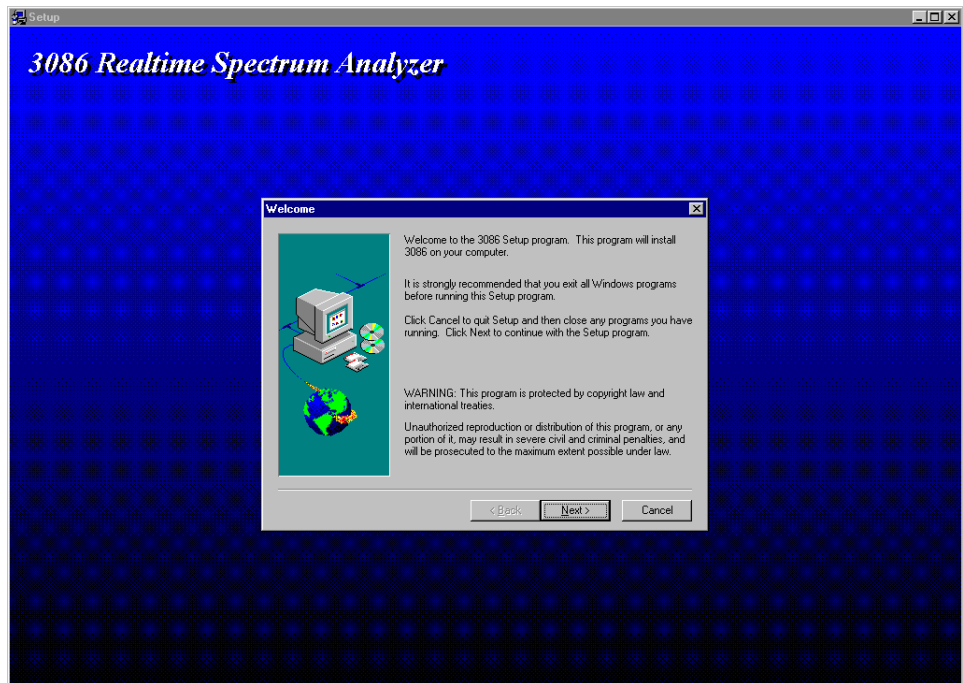 Setup
3086 Realtime Spectrum Analyzer
Welcome
Welcome to the 3086 Setup program.  This program will install
3086 on your computer.
It is strongly recommended that you exit all Windows programs
before running this Setup program.
Click Cancel to quit Setup and then close any programs you have
running.  Click Next to continue with the Setup program.
WARNING: This program is protected by copyright law and
international treaties.
Unauthorized reproduction or distribution of this program, or any
portion of it, may result in severe civil and criminal penalties, and
will be prosecuted to the maximum extent possible under law.
< Back Next > Cancel